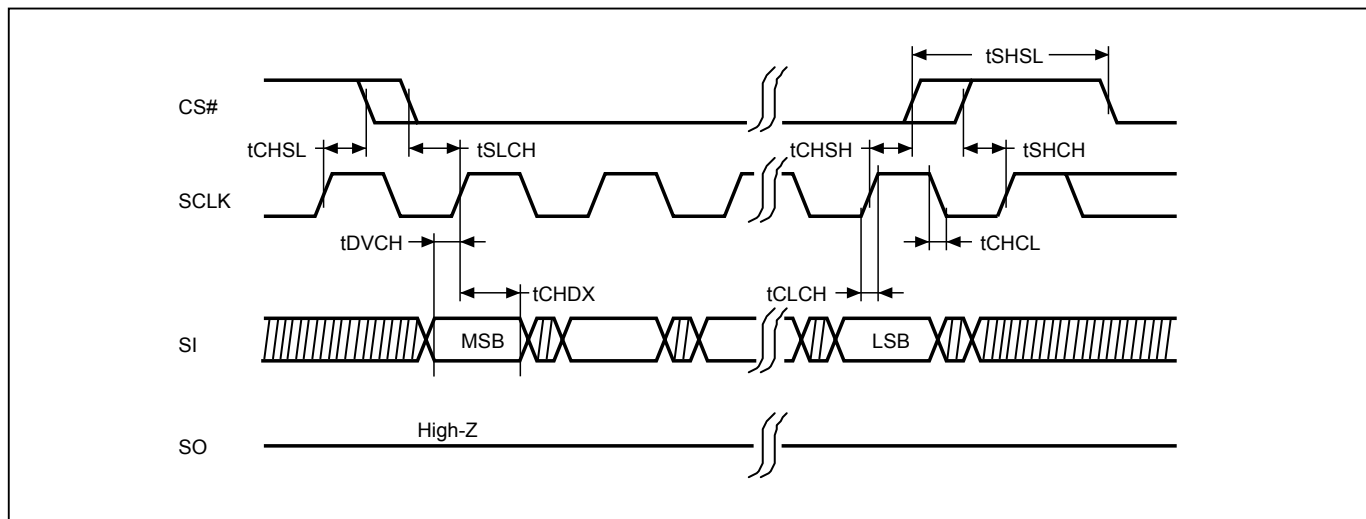 tSHSL
CS#
tCHSL
tSLCH
tCHSH
tSHCH
SCLK
tDVCH
tCHCL
tCHDX
tCLCH
SI
MSB
LSB
High-Z
SO